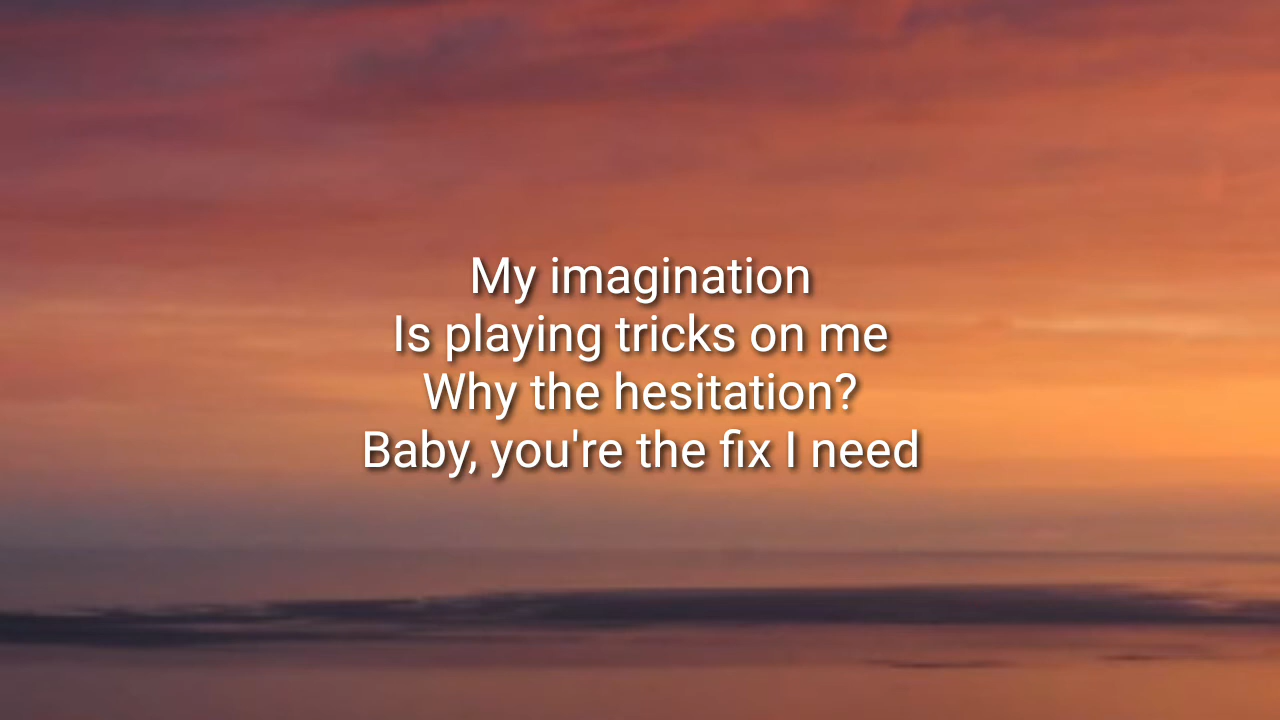 My imagination
Is playing tricks on me
Why the hesitation?
Baby, you're the fix I need